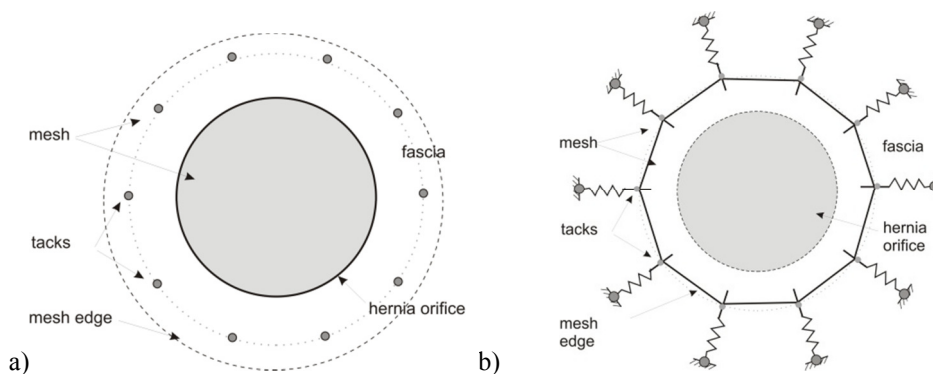 mesh
fascia
tacks
mesh edge
hernia orifice
a)
mesh
fascia
tacks
hernia
orifice
mesh
edge
b)